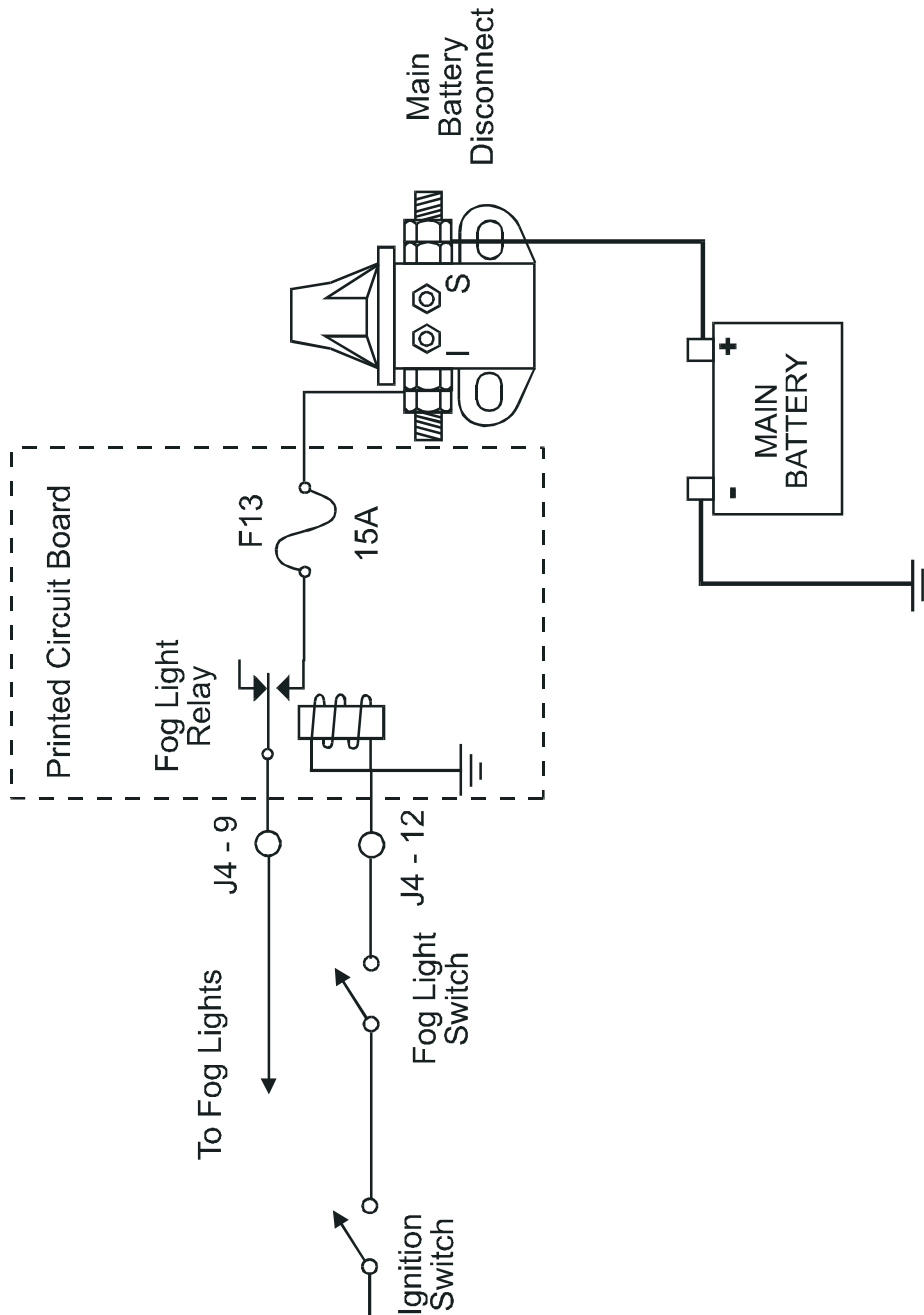 Printed Circuit Board
Fog Light
Relay
F13
15A
Main
Battery
Disconnect
I
S
To Fog Lights
J4 - 9
J4 - 12
Ignition
Switch
Fog Light
Switch
-
+
MAIN
BATTERY